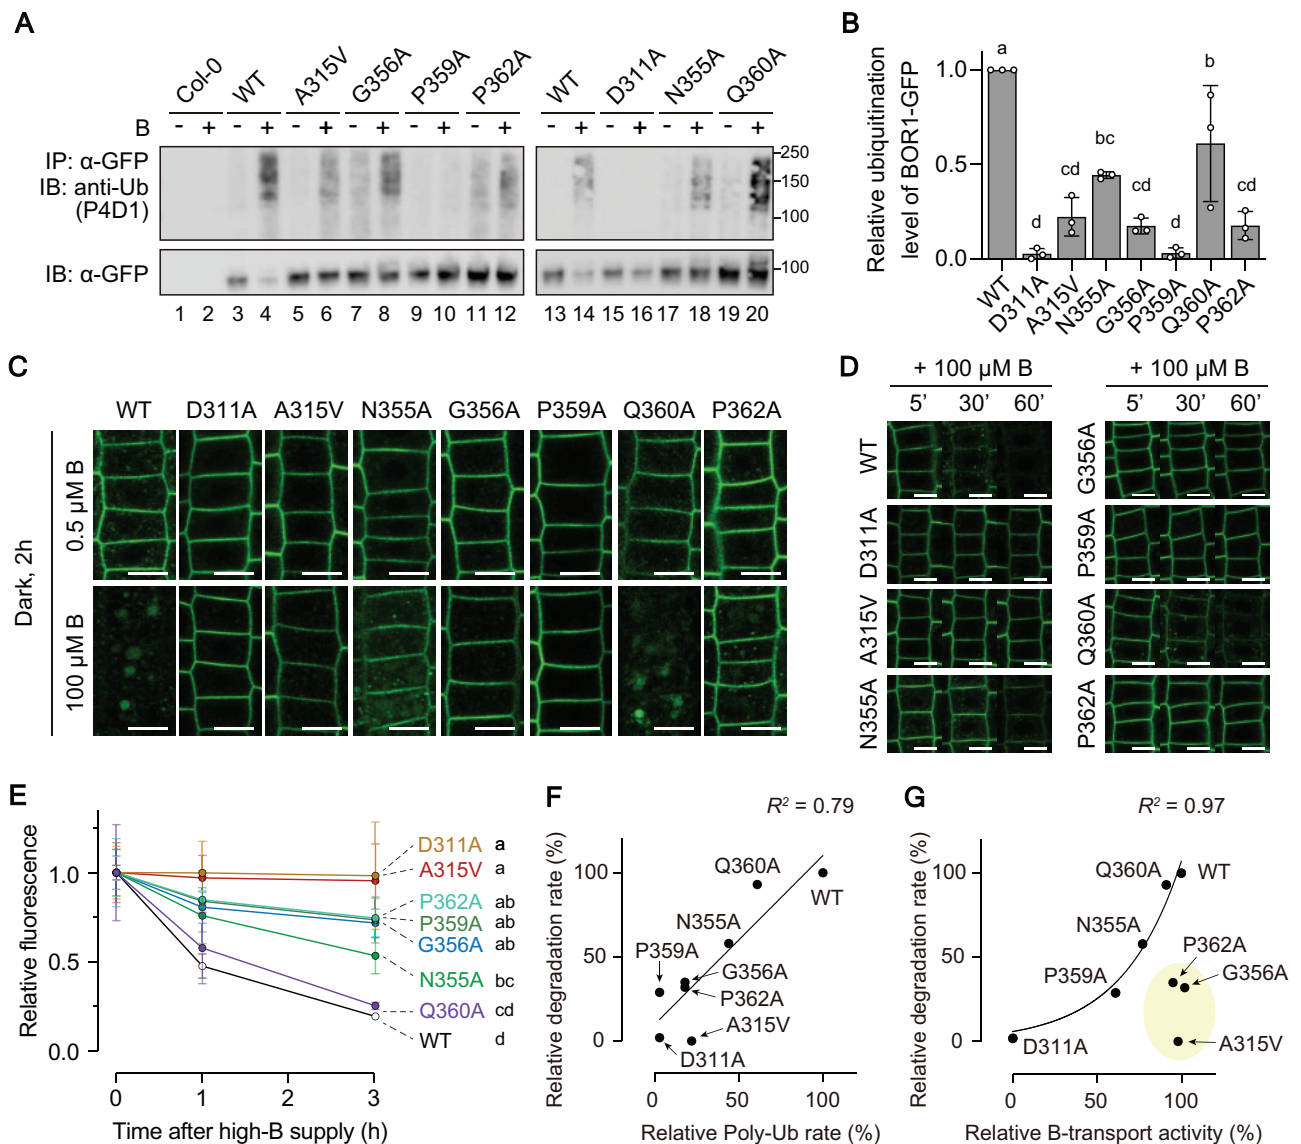 A
Col-0 WT A315V G356A P359A P362A WT D311A N355A Q360A
B - + - + - + - + - + - + - + - + - + - +
IP: α-GFP
IB: anti-Ub
(P4D1)
250
150
100
IB: α-GFP
100
1 2 3 4 5 6 7 8 9 10 11 12 13 14 15 16 17 18 19 20
B
Relative ubiquitination
level of BOR1-GFP
1.0
0.5
0.0
a d cd bc cd d b cd
WT D311A A315V N355A G356A P359A Q360A P362A
C
WT D311A A315V N355A G356A P359A Q360A P362A
Dark, 2h
0.5 µM B
100 µM B
D
+ 100 µM B + 100 µM B
5’ 30’ 60’ 5’ 30’ 60’
WT G356A
D311A P359A
A315V Q360A
N355A P362A
E
Relative fluorescence
1.0
0.5
0.0
D311A a
A315V a
P362A ab
P359A ab
G356A ab
N355A bc
Q360A cd
WT d
0 1 2 3
Time after high-B supply (h)
F
R² = 0.79
Relative degradation rate (%)
100
50
0
Q360A
WT
N355A
P359A
G356A
P362A
A315V
D311A
0 50 100
Relative Poly-Ub rate (%)
G
R² = 0.97
Relative degradation rate (%)
100
50
0
Q360A WT
N355A
P362A
G356A
P359A
D311A
A315V
0 50 100
Relative B-transport activity (%)